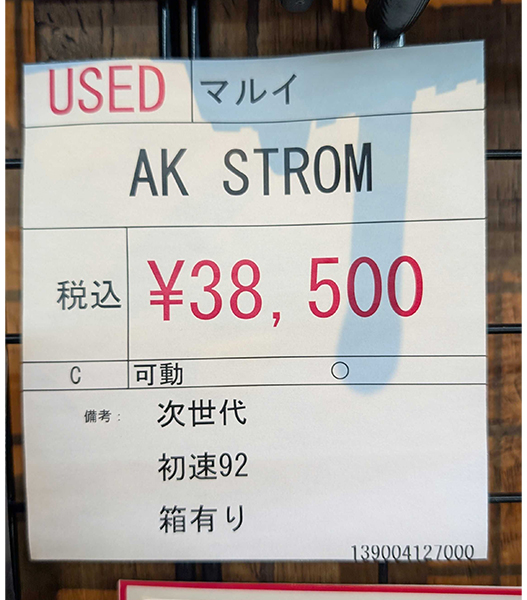 USED マルイ
AK STROM
税込 ¥38,500
C 可動 ○
備考: 次世代
初速92
箱有り
139004127000